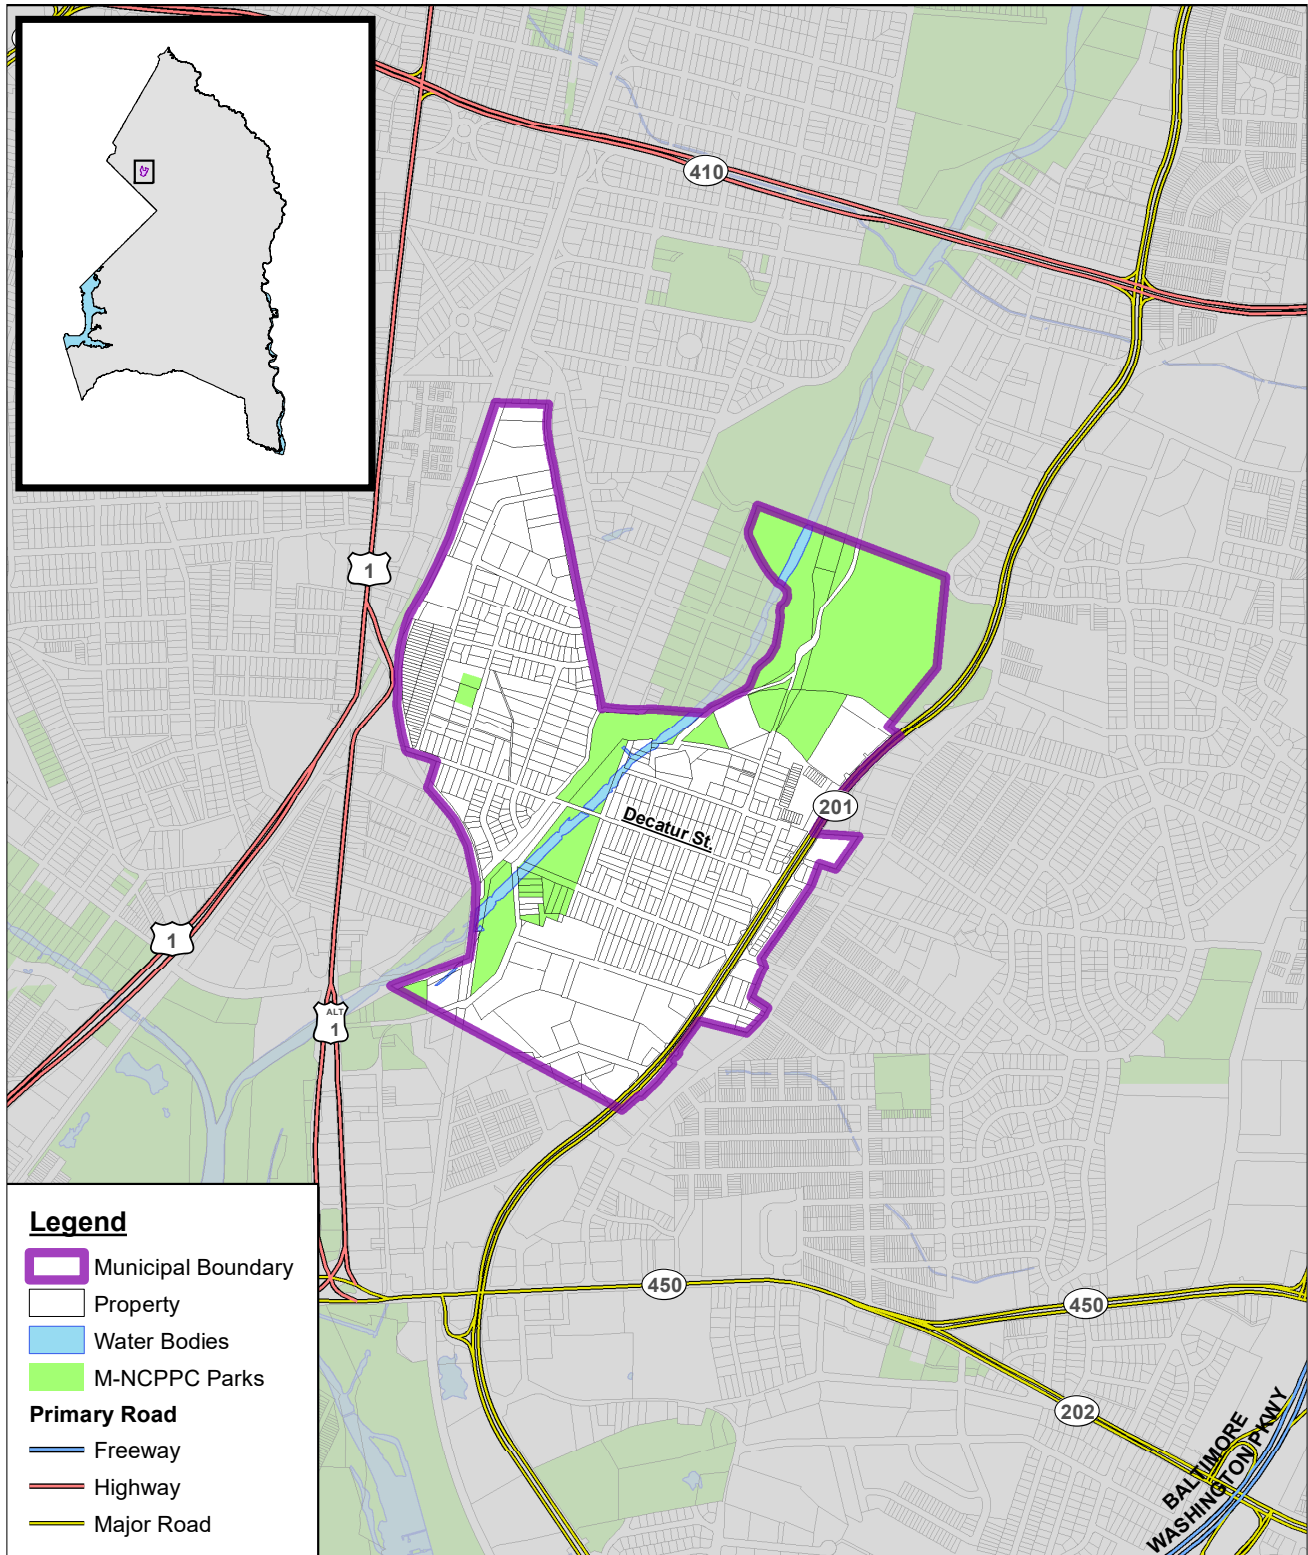 410
1
201
Decatur St.
1
ALT
1
450
450
202
BALTIMORE
WASHINGTON PKWY
Legend
Municipal Boundary
Property
Water Bodies
M-NCPPC Parks
Primary Road
Freeway
Highway
Major Road